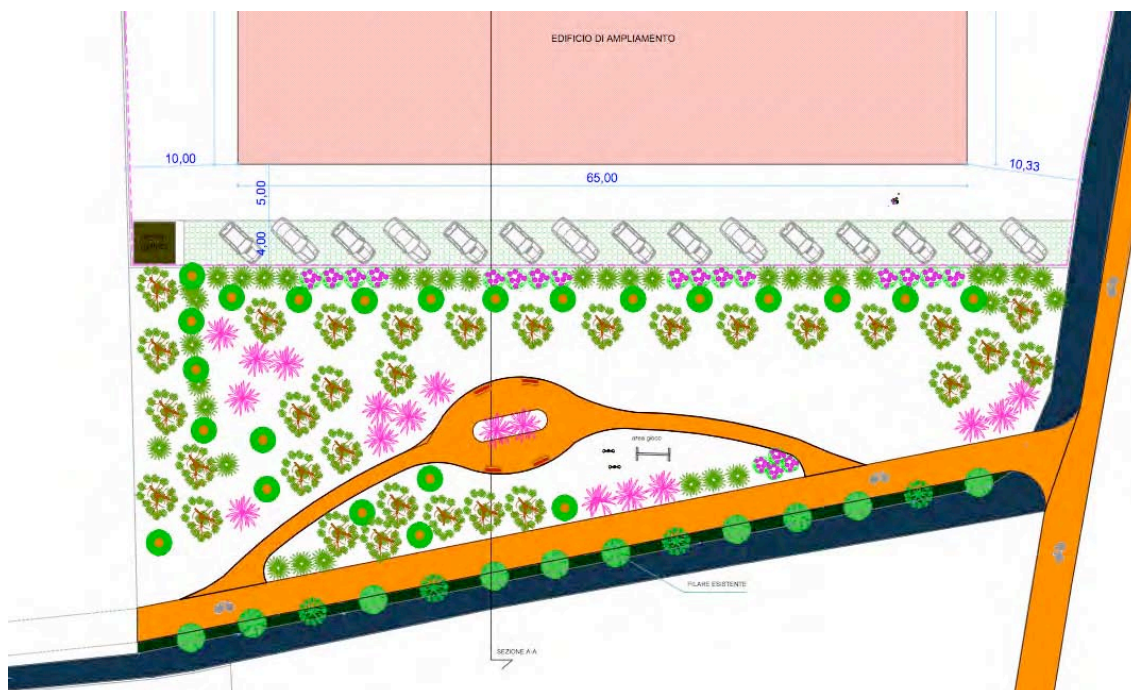 EDIFICIO DI AMPLIAMENTO
10,00
10,33
65,00
5,00
4,00
area gioco
FILARE ESISTENTE
SEZIONE A-A